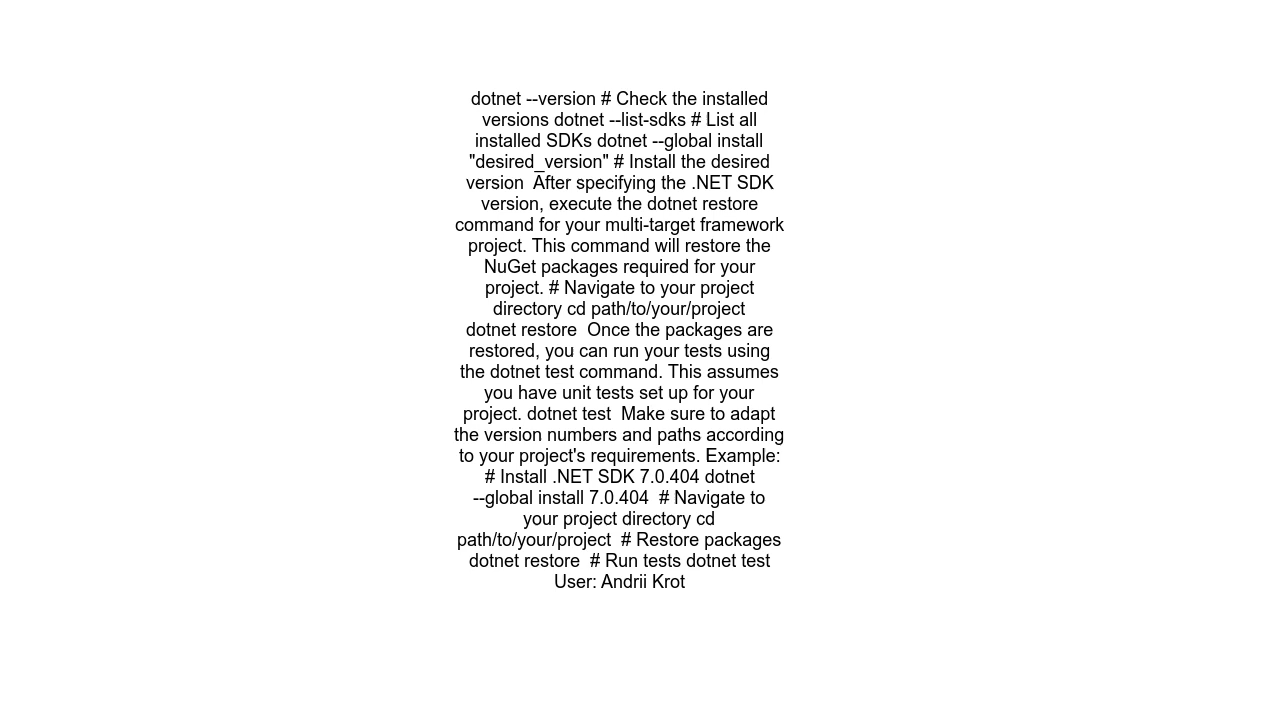 dotnet --version # Check the installed
versions dotnet --list-sdks # List all
installed SDKs dotnet --global install
"desired_version" # Install the desired
version  After specifying the .NET SDK
version, execute the dotnet restore
command for your multi-target framework
project. This command will restore the
NuGet packages required for your
project. # Navigate to your project
directory cd path/to/your/project
dotnet restore  Once the packages are
restored, you can run your tests using
the dotnet test command. This assumes
you have unit tests set up for your
project. dotnet test  Make sure to adapt
the version numbers and paths according
to your project's requirements. Example:
# Install .NET SDK 7.0.404 dotnet
--global install 7.0.404  # Navigate to
your project directory cd
path/to/your/project  # Restore packages
dotnet restore  # Run tests dotnet test
User: Andrii Krot